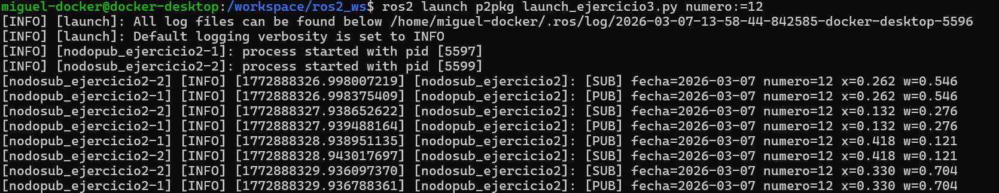 miguel-docker@docker-desktop:/workspace/ros2_ws$ ros2 launch p2pkg launch_ejercicio3.py numero:=12
[INFO] [launch]: All log files can be found below /home/miguel-docker/.ros/log/2026-03-07-13-58-44-842585-docker-desktop-5596
[INFO] [launch]: Default logging verbosity is set to INFO
[INFO] [nodopub_ejercicio2-1]: process started with pid [5597]
[INFO] [nodosub_ejercicio2-2]: process started with pid [5599]
[nodosub_ejercicio2-2] [INFO] [1772888326.998007219] [nodosub_ejercicio2]: [SUB] fecha=2026-03-07 numero=12 x=0.262 w=0.546
[nodopub_ejercicio2-1] [INFO] [1772888326.998375409] [nodopub_ejercicio2]: [PUB] fecha=2026-03-07 numero=12 x=0.262 w=0.546
[nodosub_ejercicio2-2] [INFO] [1772888327.938652622] [nodosub_ejercicio2]: [SUB] fecha=2026-03-07 numero=12 x=0.132 w=0.276
[nodopub_ejercicio2-1] [INFO] [1772888327.939488164] [nodopub_ejercicio2]: [PUB] fecha=2026-03-07 numero=12 x=0.132 w=0.276
[nodopub_ejercicio2-1] [INFO] [1772888328.938951135] [nodopub_ejercicio2]: [PUB] fecha=2026-03-07 numero=12 x=0.418 w=0.121
[nodosub_ejercicio2-2] [INFO] [1772888328.943017697] [nodosub_ejercicio2]: [SUB] fecha=2026-03-07 numero=12 x=0.418 w=0.121
[nodosub_ejercicio2-2] [INFO] [1772888329.936097370] [nodosub_ejercicio2]: [SUB] fecha=2026-03-07 numero=12 x=0.330 w=0.704
[nodopub_ejercicio2-1] [INFO] [1772888329.936788361] [nodopub_ejercicio2]: [PUB] fecha=2026-03-07 numero=12 x=0.330 w=0.704